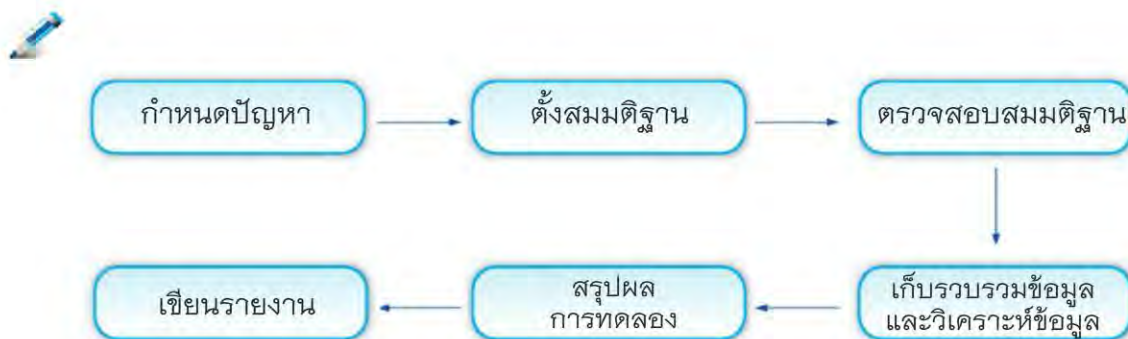 กำหนดปัญหา
ตั้งสมมติฐาน
ตรวจสอบสมมติฐาน
เก็บรวบรวมข้อมูล
และวิเคราะห์ข้อมูล
สรุปผล
การทดลอง
เขียนรายงาน